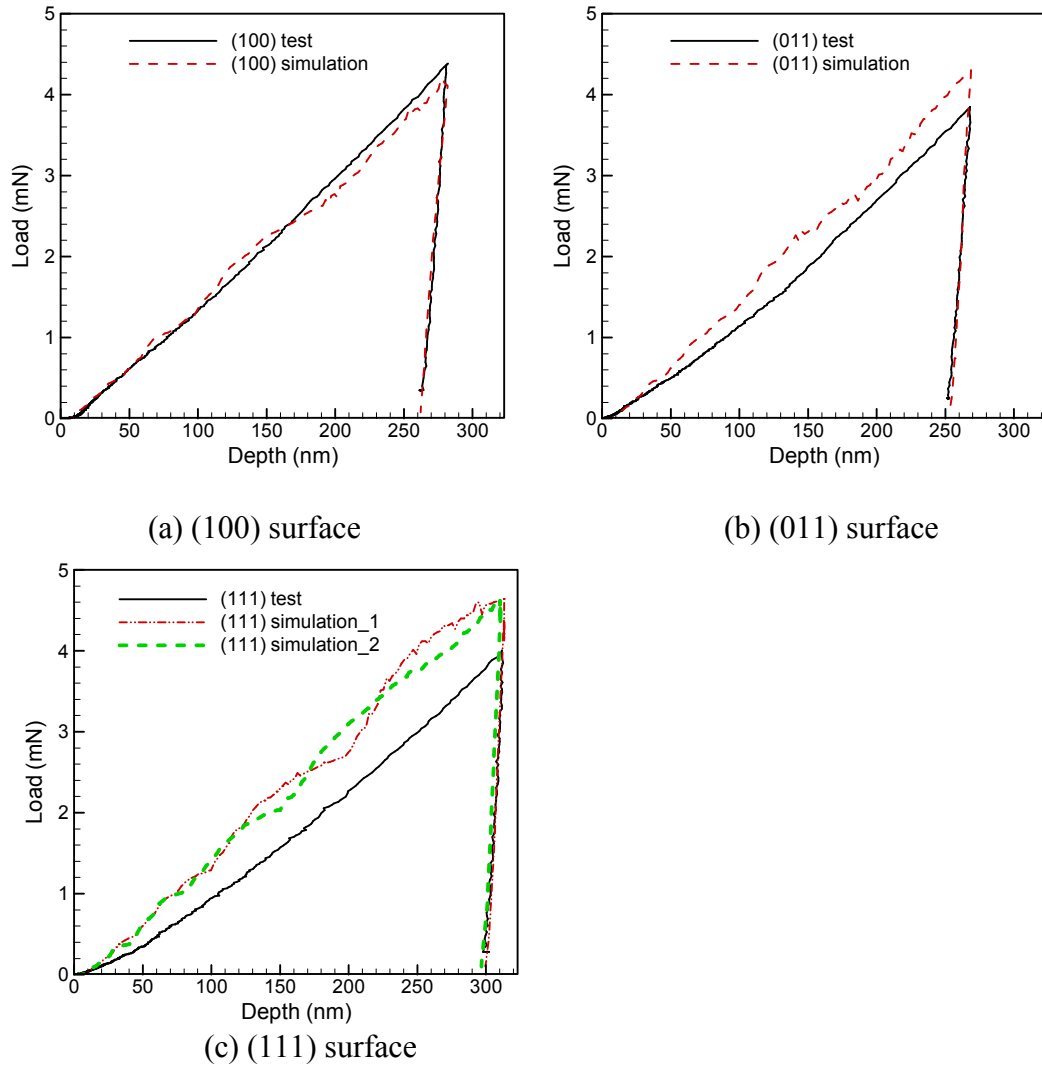 5
4
3
2
1
0
Load (mN)
(100) test
(100) simulation
0 50 100 150 200 250 300
Depth (nm)
(a) (100) surface
5
4
3
2
1
0
Load (mN)
(011) test
(011) simulation
0 50 100 150 200 250 300
Depth (nm)
(b) (011) surface
5
4
3
2
1
0
Load (mN)
(111) test
(111) simulation_1
(111) simulation_2
0 50 100 150 200 250 300
Depth (nm)
(c) (111) surface